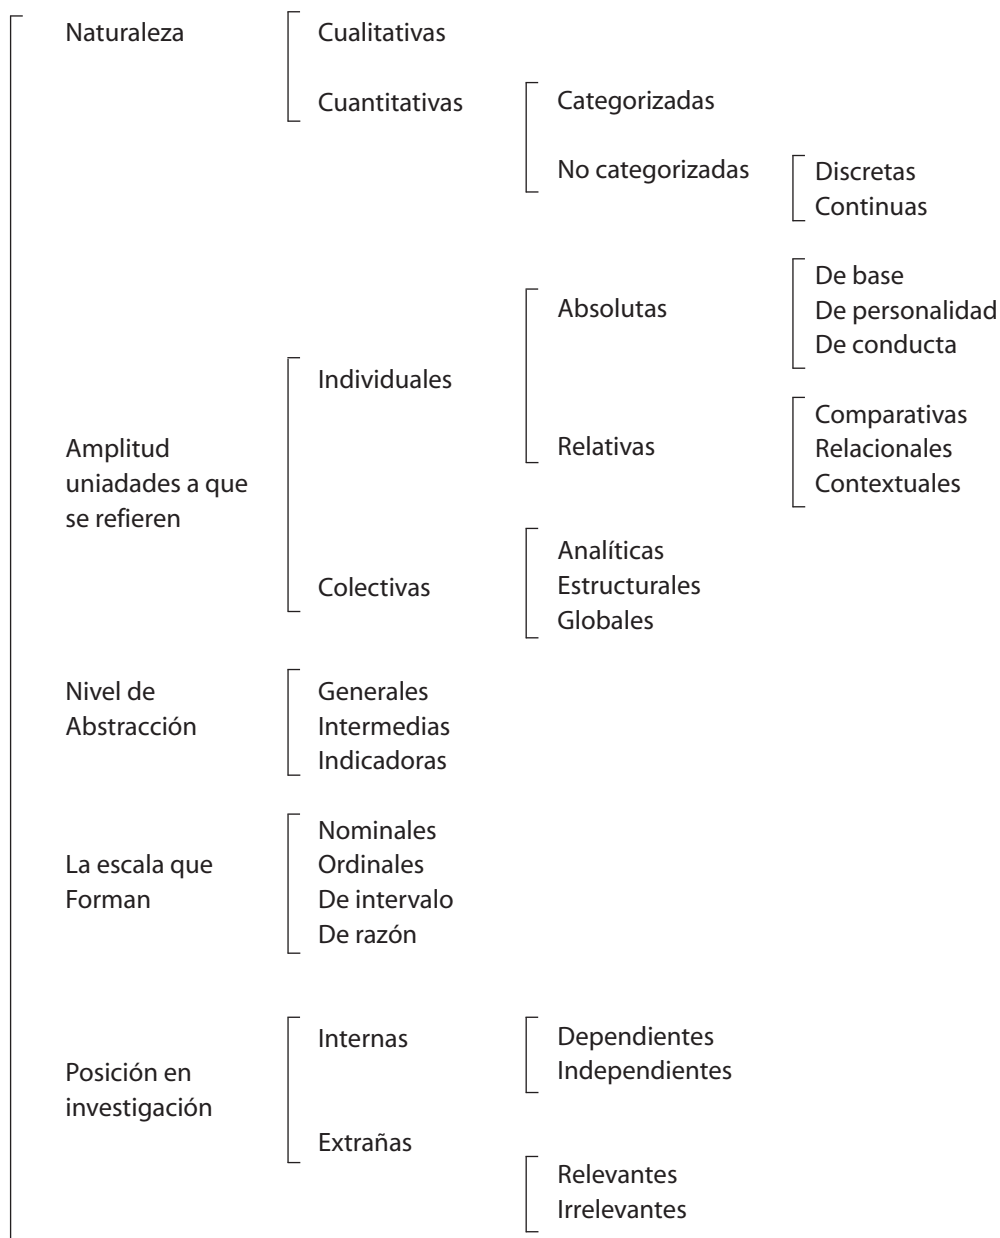 Naturaleza
Cualitativas
Cuantitativas
Categorizadas
No categorizadas
Discretas
Continuas
Amplitud
uniadades a que
se refieren
Individuales
Absolutas
De base
De personalidad
De conducta
Relativas
Comparativas
Relacionales
Contextuales
Colectivas
Analíticas
Estructurales
Globales
Nivel de
Abstracción
Generales
Intermedias
Indicadoras
La escala que
Forman
Nominales
Ordinales
De intervalo
De razón
Posición en
investigación
Internas
Dependientes
Independientes
Extrañas
Relevantes
Irrelevantes